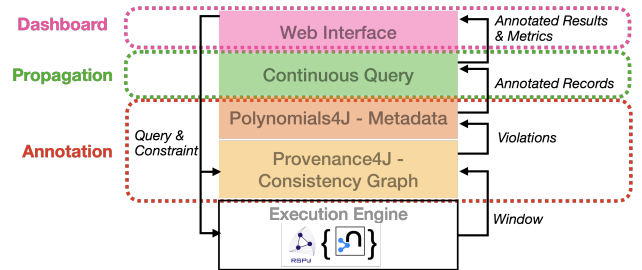 Dashboard
Web Interface
Annotated Results
& Metrics
Propagation
Continuous Query
Annotated Records
Polynomials4J - Metadata
Query &
Constraint
Violations
Annotation
Provenance4J -
Consistency Graph
Execution Engine
Window
RSP4J
{ n }